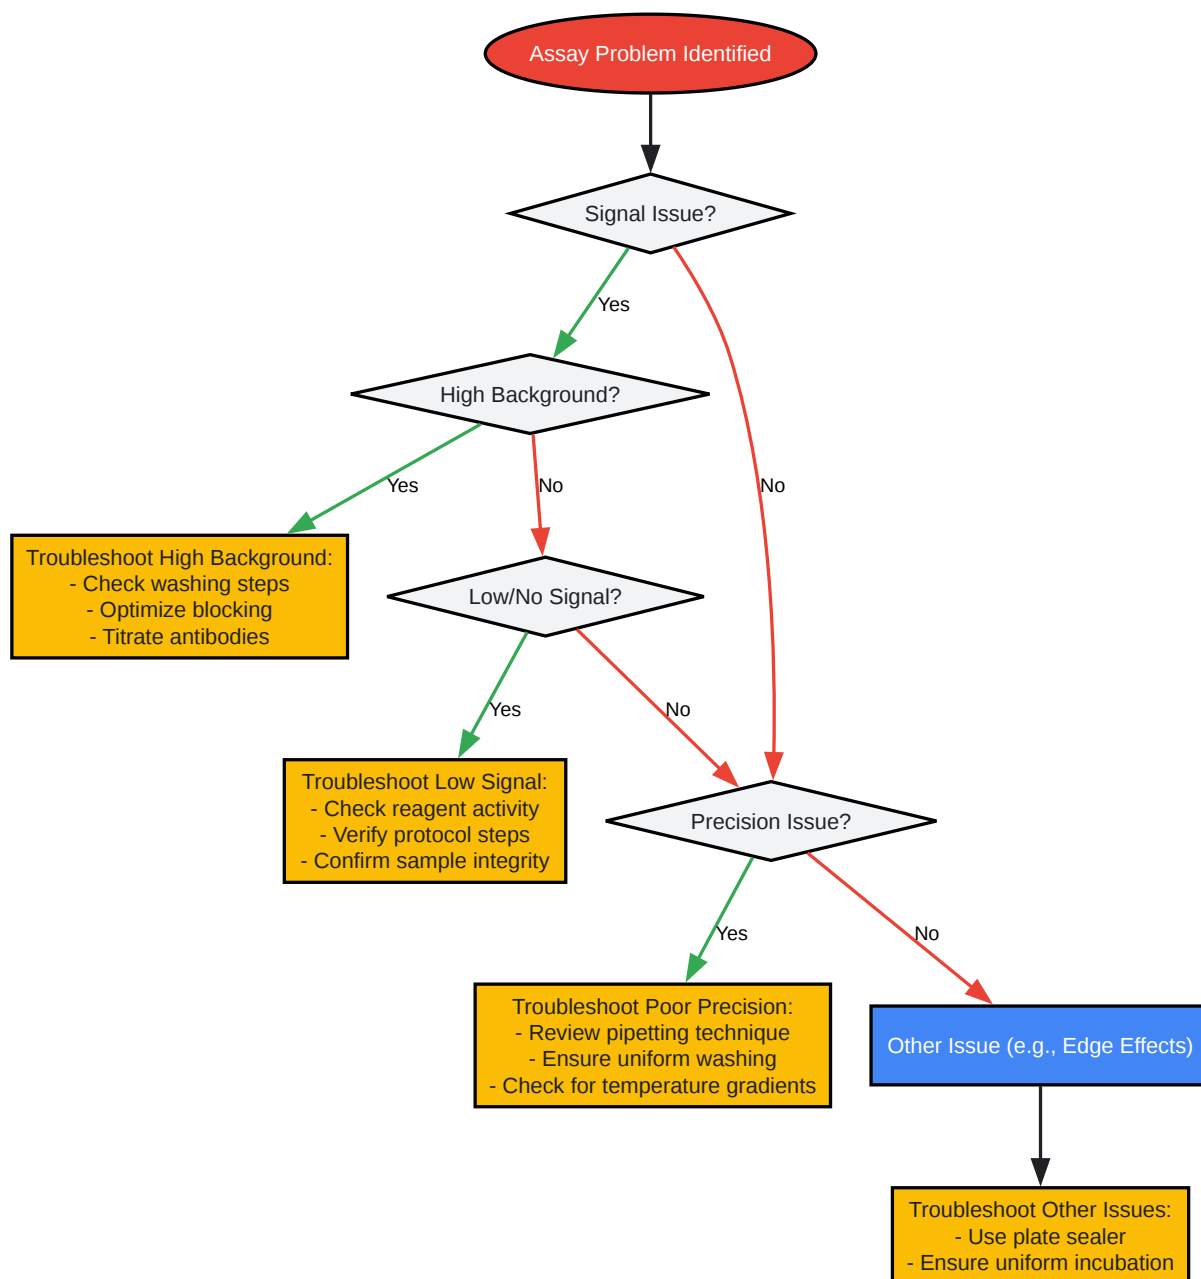 Assay Problem Identified
Signal Issue?
Yes
High Background?
Yes
No
No
Troubleshoot High Background:
- Check washing steps
- Optimize blocking
- Titrate antibodies
Low/No Signal?
Yes
No
Troubleshoot Low Signal:
- Check reagent activity
- Verify protocol steps
- Confirm sample integrity
Precision Issue?
Yes
No
Troubleshoot Poor Precision:
- Review pipetting technique
- Ensure uniform washing
- Check for temperature gradients
Other Issue (e.g., Edge Effects)
Troubleshoot Other Issues:
- Use plate sealer
- Ensure uniform incubation